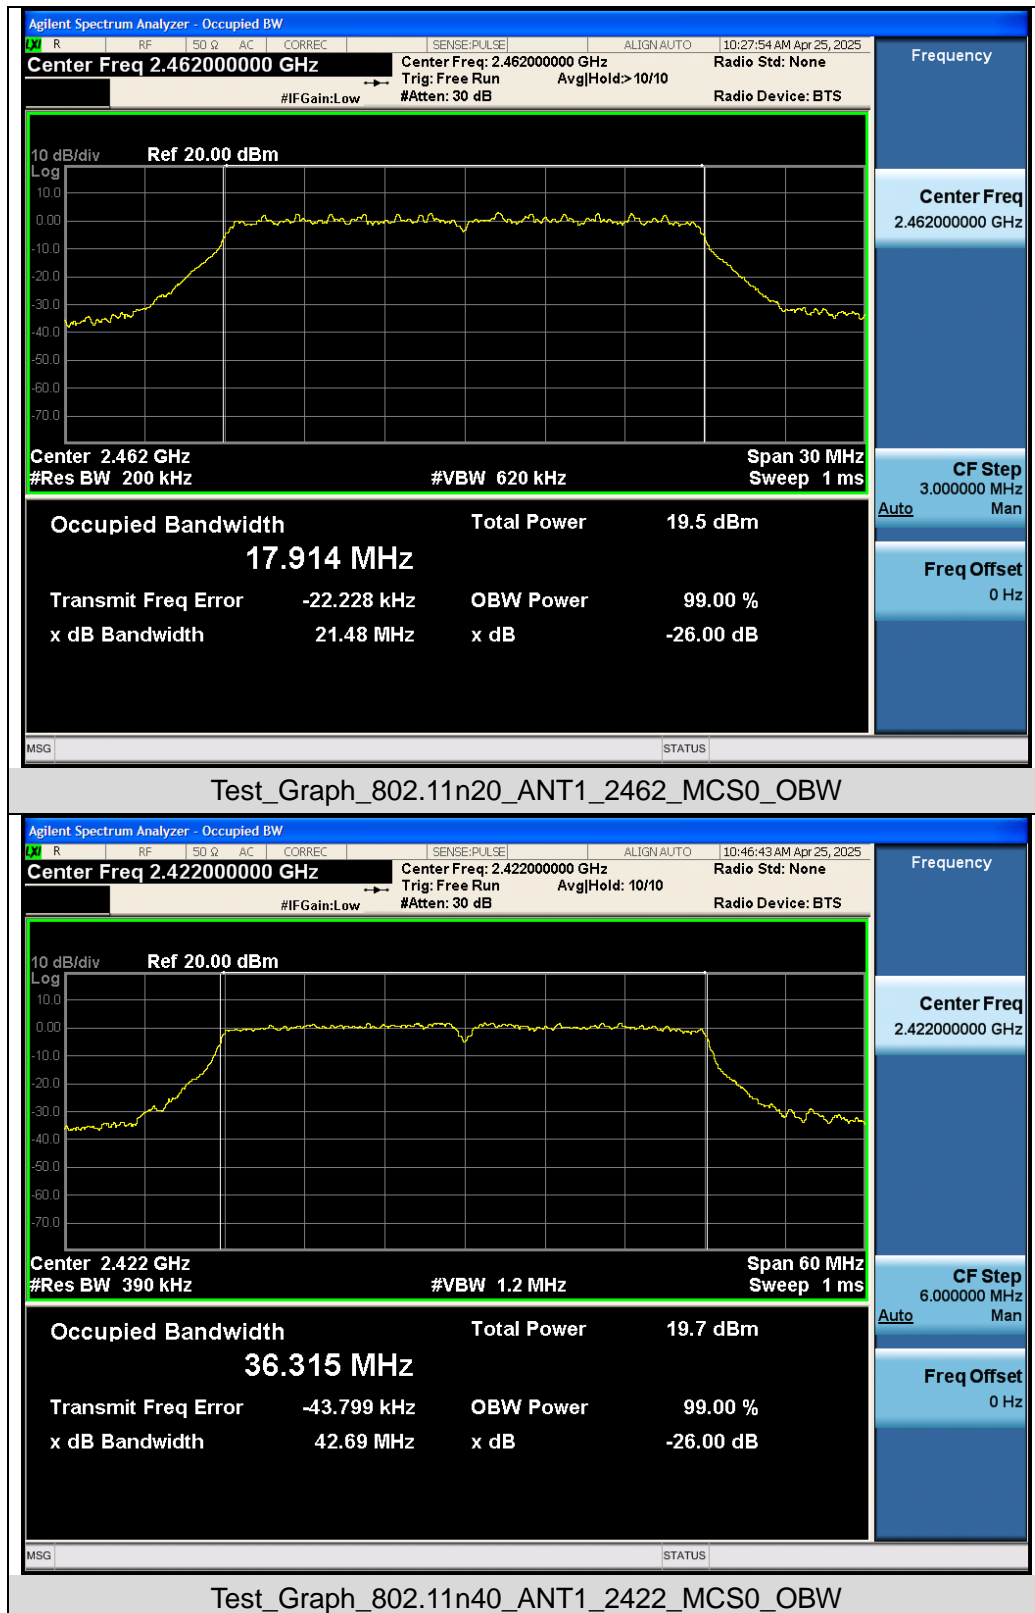 Agilent Spectrum Analyzer - Occupied BW
LXI R RF 50 Ω AC CORREC SENSE:PULSE ALIGN AUTO 10:27:54 AM Apr 25, 2025
Center Freq 2.462000000 GHz
Center Freq: 2.462000000 GHz
Radio Std: None
Trig: Free Run Avg|Hold:> 10/10
#IFGain:Low
#Atten: 30 dB
Radio Device: BTS
Frequency
10 dB/div Ref 20.00 dBm
Log
10.0
0.00
-10.0
-20.0
-30.0
-40.0
-50.0
-60.0
-70.0
Center Freq
2.462000000 GHz
Center 2.462 GHz Span 30 MHz
#Res BW 200 kHz #VBW 620 kHz Sweep 1 ms
CF Step
3.000000 MHz
Auto Man
Freq Offset
0 Hz
Occupied Bandwidth Total Power 19.5 dBm
17.914 MHz
Transmit Freq Error -22.228 kHz OBW Power 99.00 %
x dB Bandwidth 21.48 MHz x dB -26.00 dB
MSG STATUS
Test_Graph_802.11n20_ANT1_2462_MCS0_OBW
Agilent Spectrum Analyzer - Occupied BW
LXI R RF 50 Ω AC CORREC SENSE:PULSE ALIGN AUTO 10:46:43 AM Apr 25, 2025
Center Freq 2.422000000 GHz
Center Freq: 2.422000000 GHz
Radio Std: None
Trig: Free Run Avg|Hold: 10/10
#IFGain:Low
#Atten: 30 dB
Radio Device: BTS
Frequency
10 dB/div Ref 20.00 dBm
Log
10.0
0.00
-10.0
-20.0
-30.0
-40.0
-50.0
-60.0
-70.0
Center Freq
2.422000000 GHz
Center 2.422 GHz Span 60 MHz
#Res BW 390 kHz #VBW 1.2 MHz Sweep 1 ms
CF Step
6.000000 MHz
Auto Man
Freq Offset
0 Hz
Occupied Bandwidth Total Power 19.7 dBm
36.315 MHz
Transmit Freq Error -43.799 kHz OBW Power 99.00 %
x dB Bandwidth 42.69 MHz x dB -26.00 dB
MSG STATUS
Test_Graph_802.11n40_ANT1_2422_MCS0_OBW